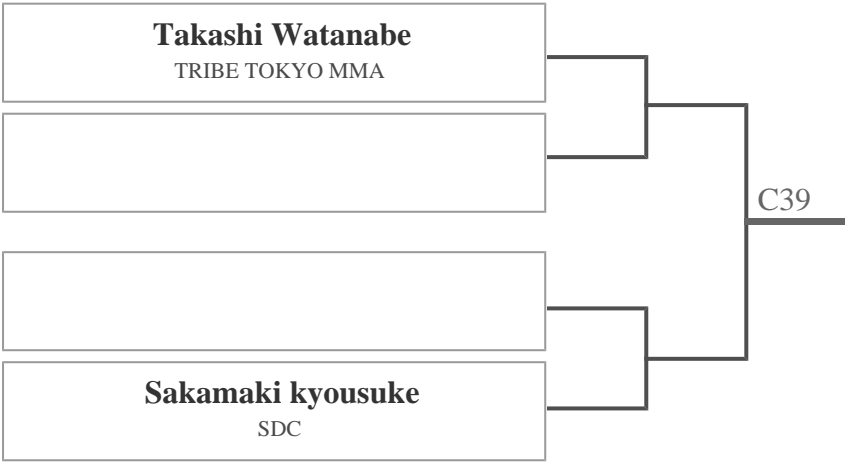 Takashi Watanabe
TRIBE TOKYO MMA
C39
Sakamaki kyousuke
SDC